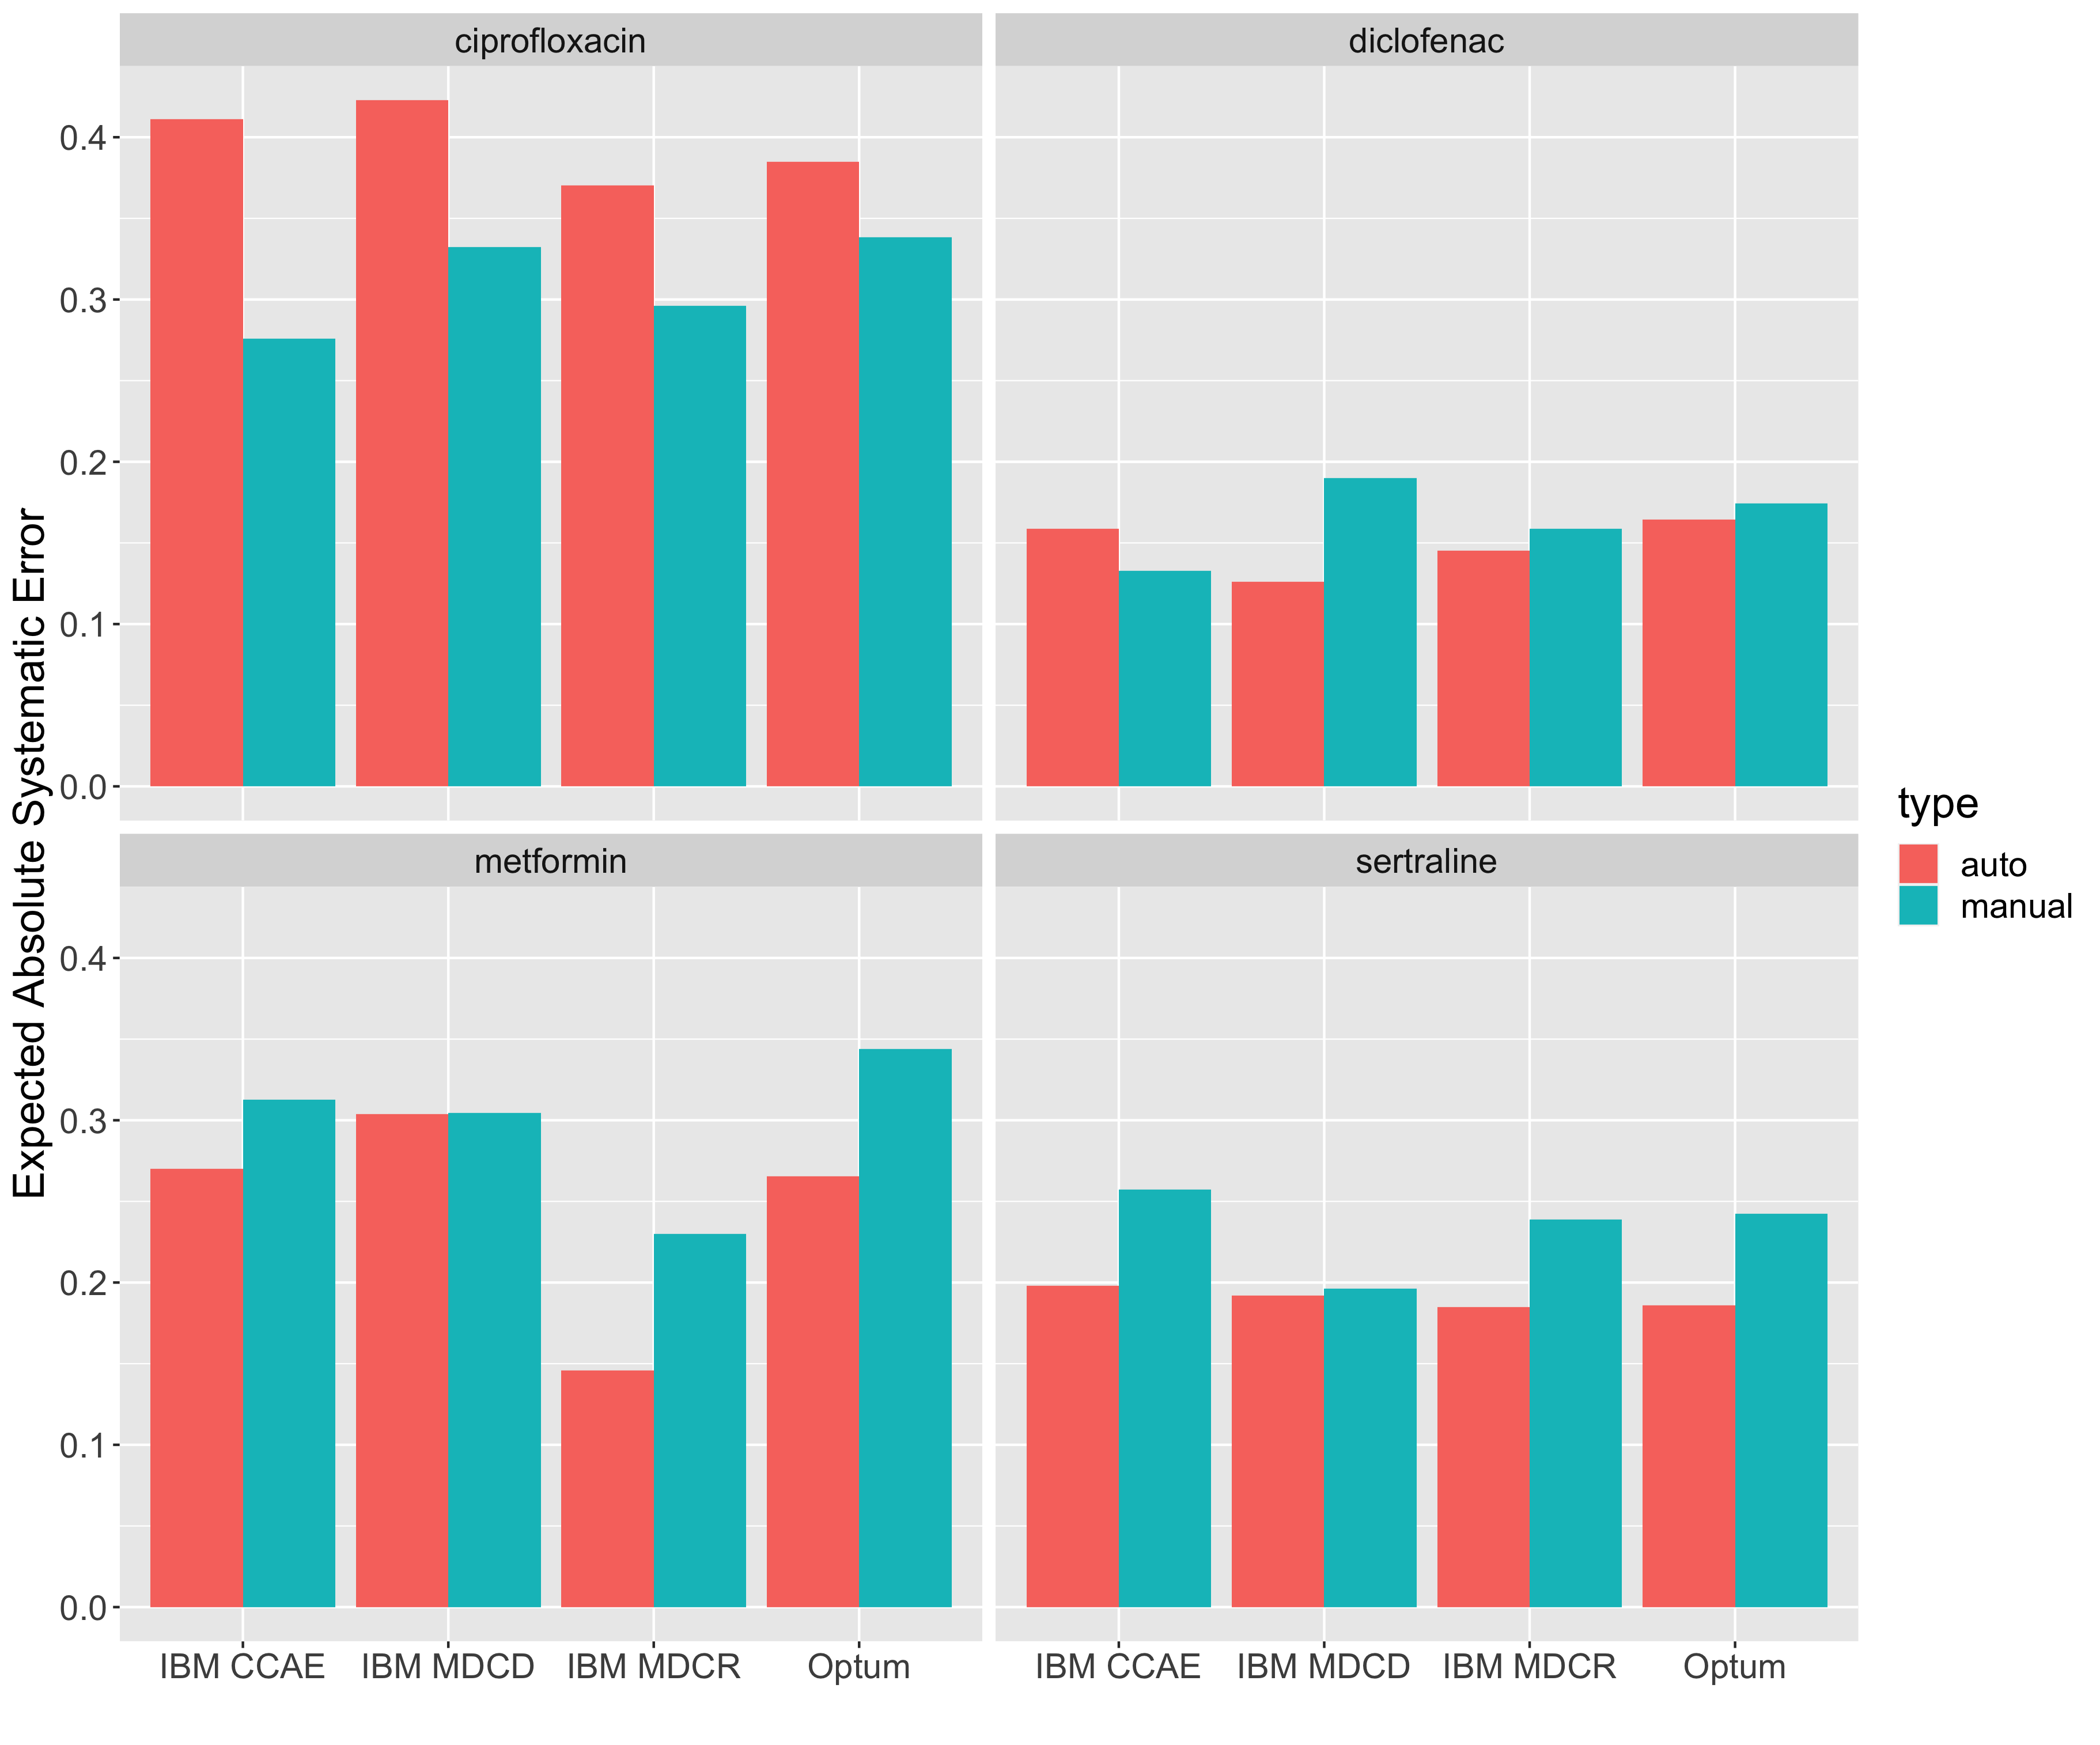 ciprofloxacin
diclofenac
0.4
0.3
0.2
0.1
0.0
metformin
sertraline
0.4
0.3
0.2
0.1
0.0
IBM CCAE
IBM MDCD
IBM MDCR
Optum
IBM CCAE
IBM MDCD
IBM MDCR
Optum
Expected Absolute Systematic Error
type
auto
manual